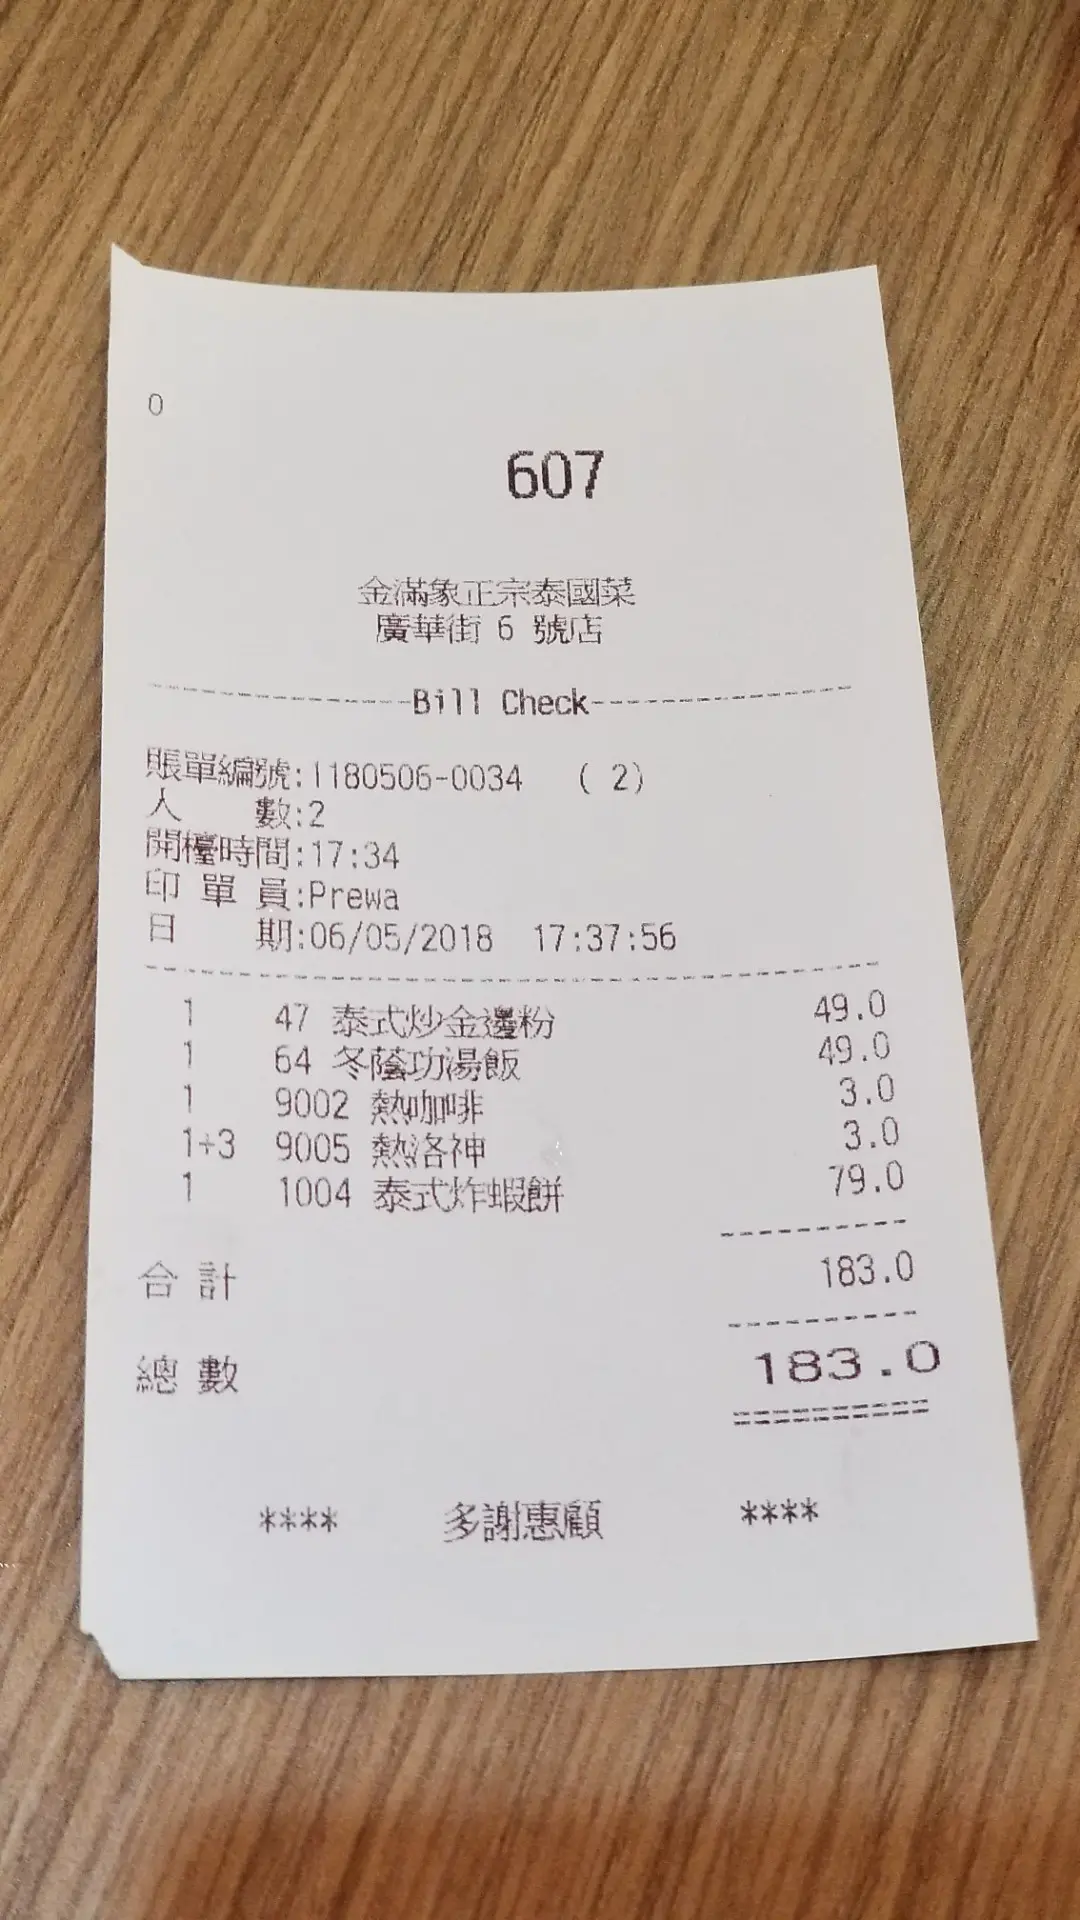 0
607
金滿象正宗泰國菜
廣華街 6 號店
---------------Bill Check---------------
賬單編號:I180506-0034 ( 2)
人 數:2
開檯時間:17:34
印 單 員:Prewa
日 期:06/05/2018 17:37:56
1 47 泰式炒金邊粉 49.0
1 64 冬蔭功湯飯 49.0
1 9002 熱咖啡 3.0
1+3 9005 熱洛神 3.0
1 1004 泰式炸蝦餅 79.0
合 計 183.0
總 數 183.0
**** 多謝惠顧 ****